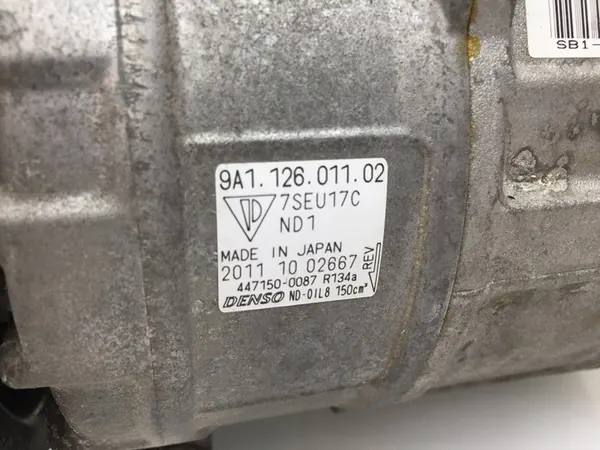 SB1-
9A1.126.011.02
7SEU17C
ND1
MADE IN JAPAN
2011 10 02667
REV
447150-0087 R134a
DENSO ND-OIL8 150cm³